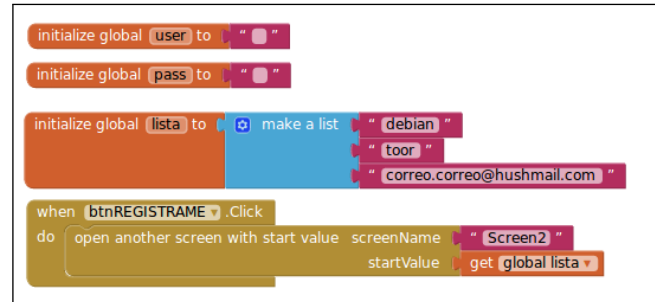 initialize global user to " "
initialize global pass to " "
initialize global lista to make a list " debian "
" toor "
" correo.correo@hushmail.com "
when btnREGISTRAME .Click
do open another screen with start value screenName " Screen2 "
startValue get global lista